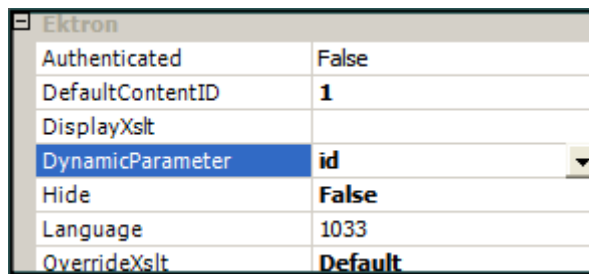 Ektron
Authenticated False
DefaultContentID 1
DisplayXslt
DynamicParameter id
Hide False
Language 1033
OverrideXslt Default